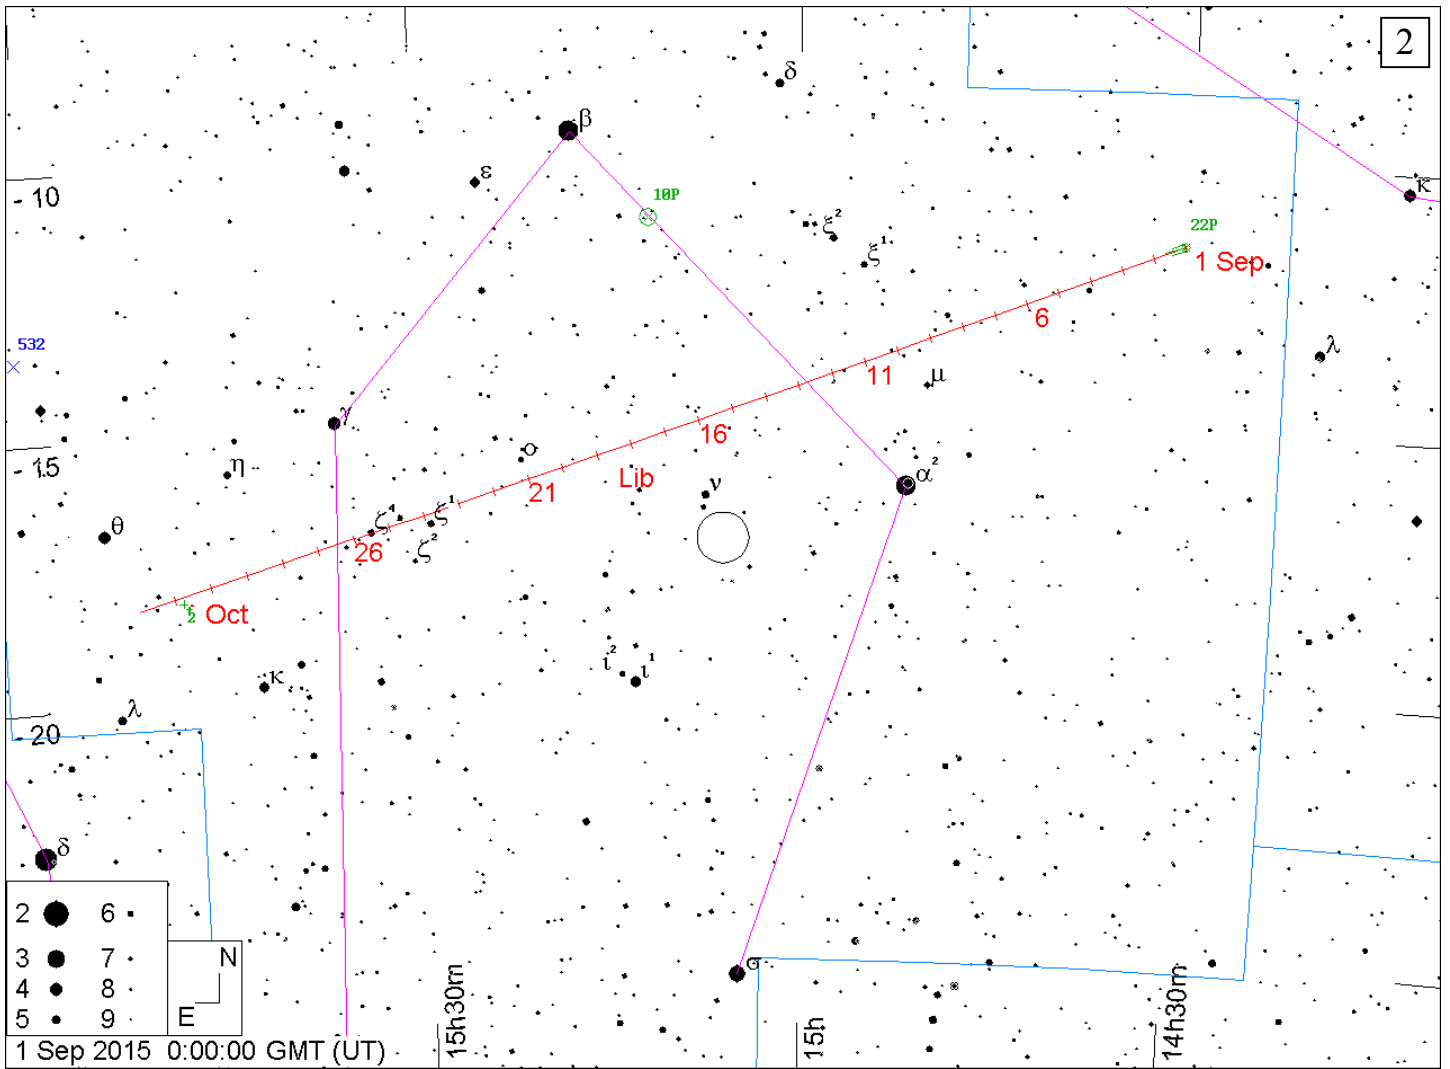 2
δ
β
ε
10P
κ
- 10
ξ²
ξ¹
22P
1 Sep
6
532
λ
11
μ
γ
16
ο
- 15
η
Lib
21
ν
α²
ζ⁴
ζ¹
θ
ζ²
26
2
Oct
ι²
ι¹
κ
λ
- 20
δ
2 6
3 7
4 8
5 9
N
E
σ
15h30m
15h
14h30m
1 Sep 2015 0:00:00 GMT (UT)